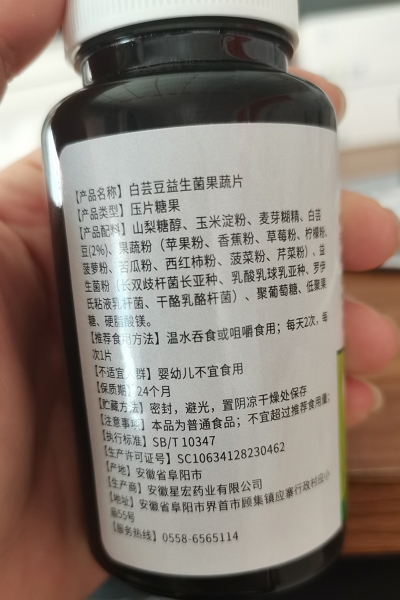 【产品名称】白芸豆益生菌果蔬片
【产品类型】压片糖果
【产品配料】山梨糖醇、玉米淀粉、麦芽糊精、白芸
豆(2%)、果蔬粉（苹果粉、香蕉粉、草莓粉、柠檬粉、
菠萝粉、苦瓜粉、西红柿粉、菠菜粉、芹菜粉）、益
生菌粉（长双歧杆菌长亚种、乳酸乳球乳亚种、罗伊
氏粘液乳杆菌、干酪乳酪杆菌）、聚葡萄糖、低聚果
糖、硬脂酸镁。
【推荐食用方法】温水吞食或咀嚼食用；每天2次，每
次1片
【不适宜人群】婴幼儿不宜食用
【保质期】24个月
【贮藏方法】密封，避光，置阴凉干燥处保存
【注意事项】本品为普通食品；不宜超过推荐食用量；
【执行标准】SB/T 10347
【生产许可证号】SC10634128230462
【产地】安徽省阜阳市
【生产商】安徽星宏药业有限公司
【地址】安徽省阜阳市界首市顾集镇应寨行政村应小
庙55号
【服务热线】0558-6565114